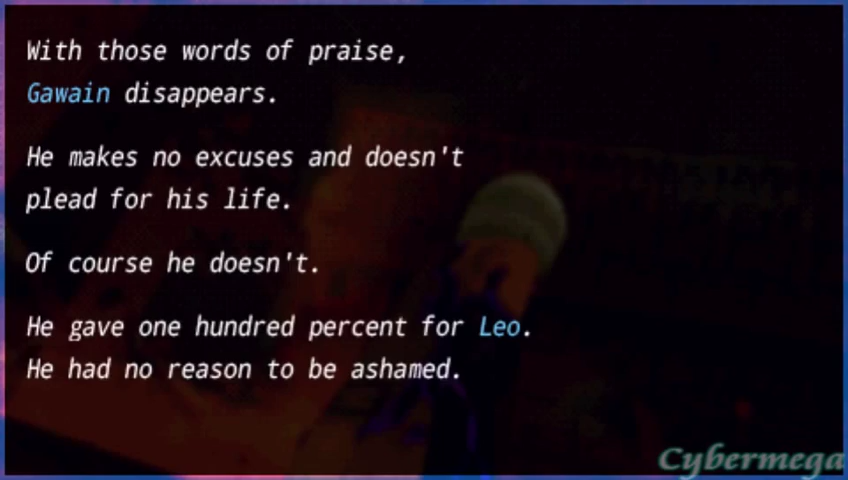 With those words of praise,
Gawain disappears.
He makes no excuses and doesn't
plead for his life.
Of course he doesn't.
He gave one hundred percent for Leo.
He had no reason to be ashamed.
Cybermega